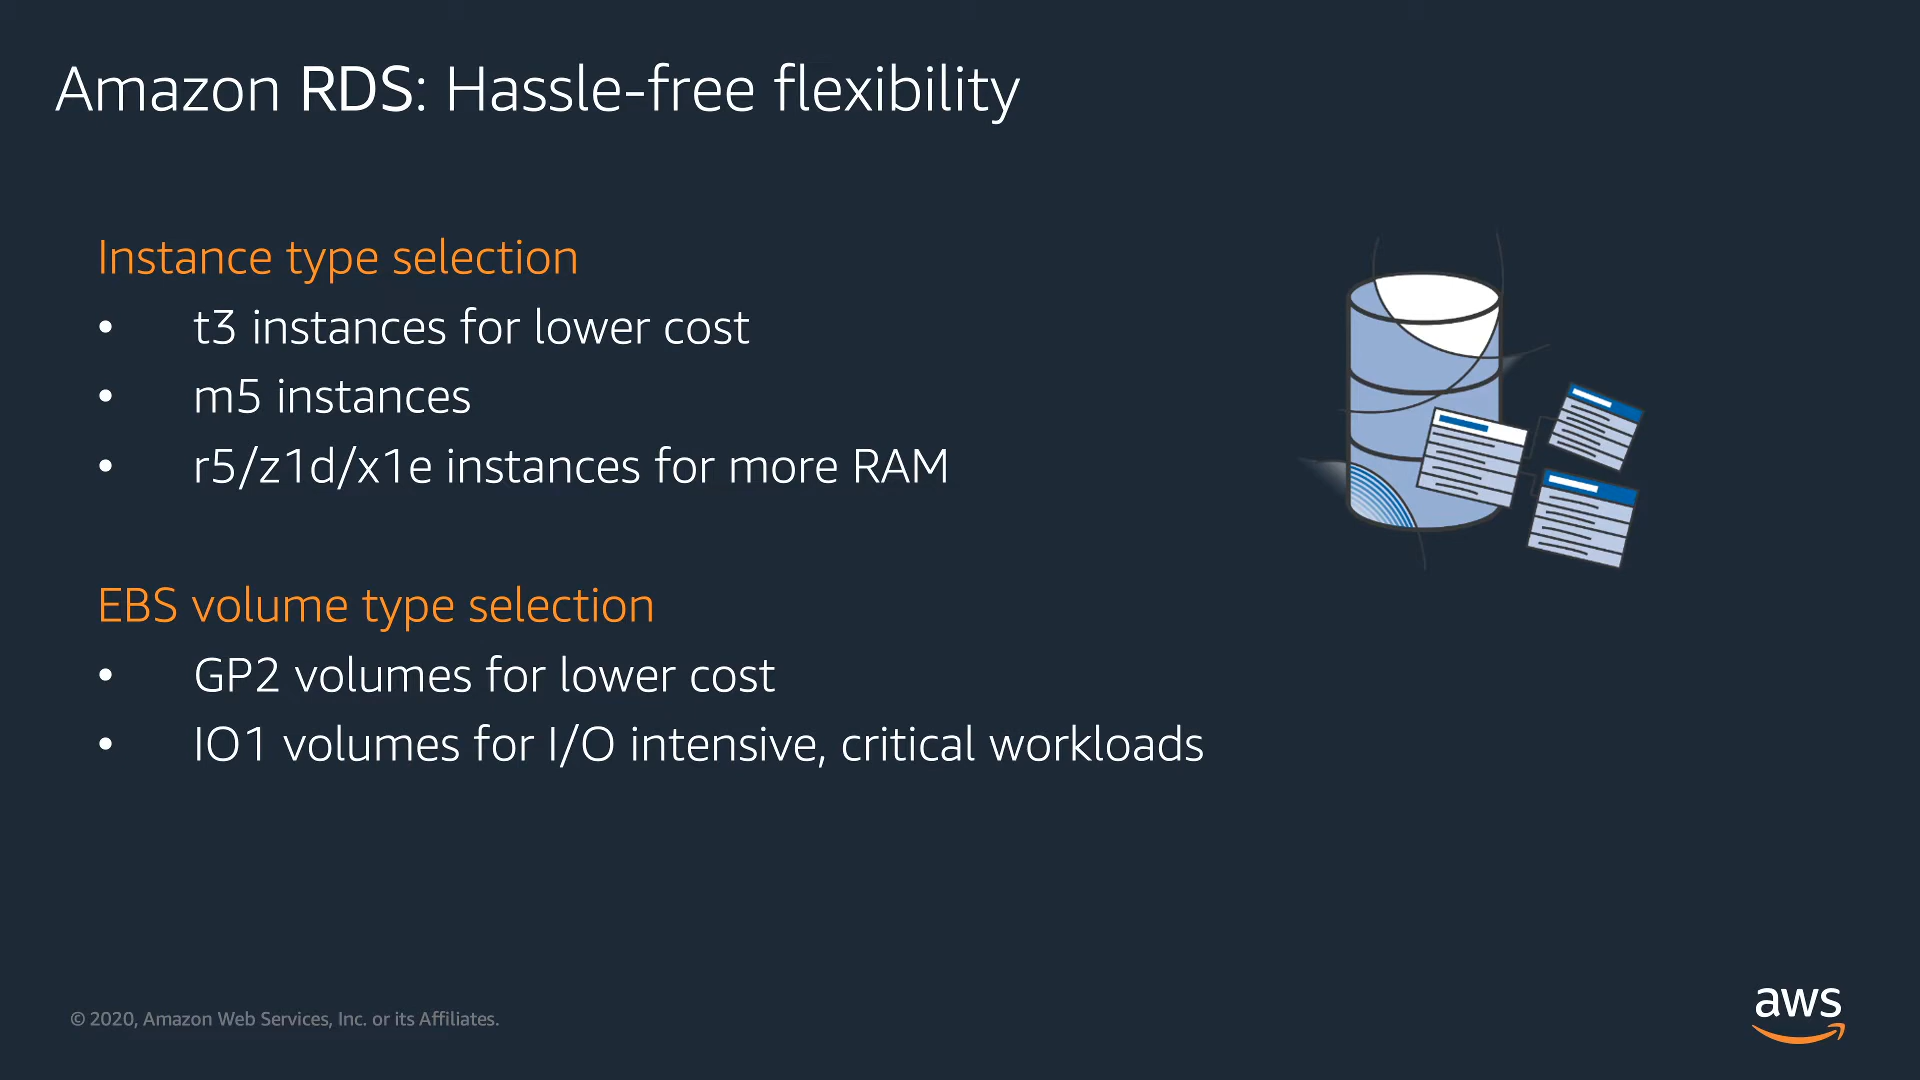 Amazon RDS: Hassle-free flexibility
Instance type selection
• t3 instances for lower cost
• m5 instances
• r5/z1d/x1e instances for more RAM
EBS volume type selection
• GP2 volumes for lower cost
• IO1 volumes for I/O intensive, critical workloads
© 2020, Amazon Web Services, Inc. or its Affiliates.
aws